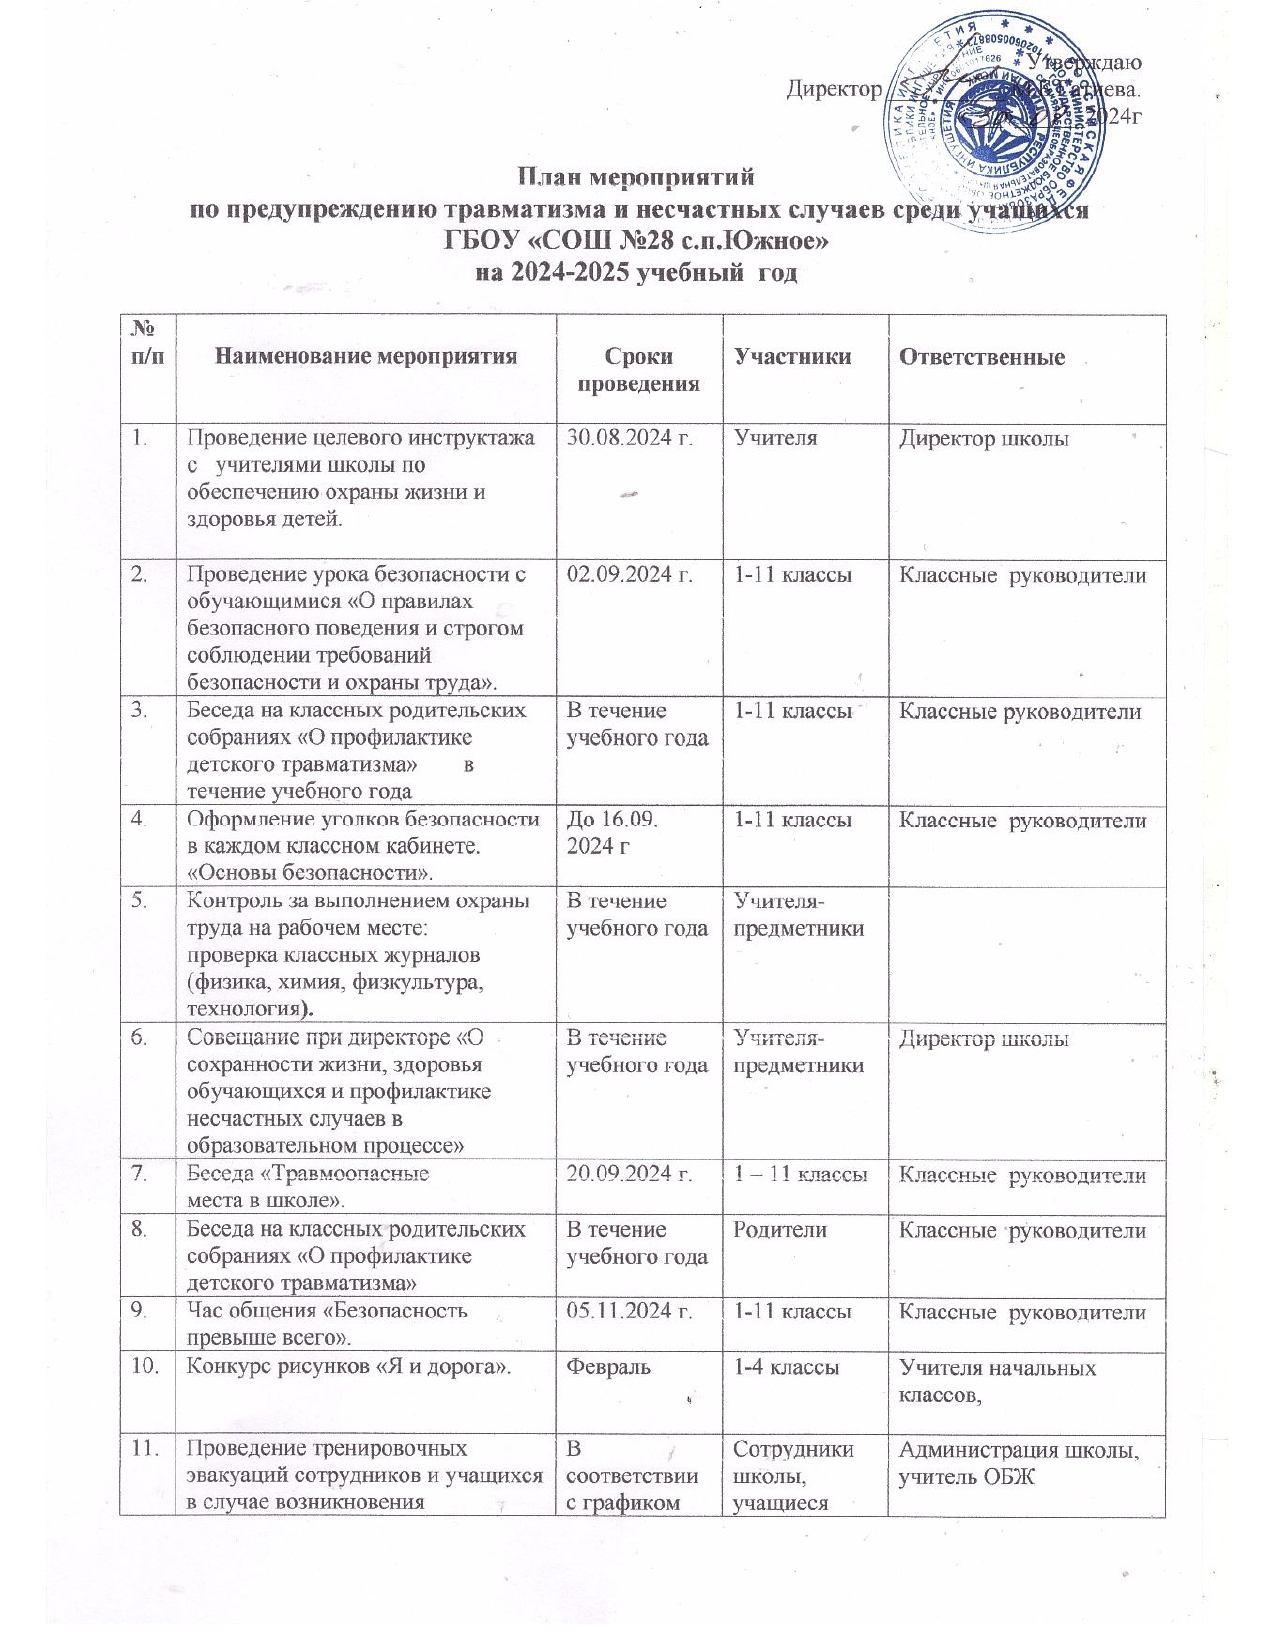 Утверждаю
Директор
2024г
План мероприятий
по предупреждению травматизма и несчастных случаев среди учащихся
ГБОУ «СОШ №28 с.п.Южное»
на 2024-2025 учебный год
№
п/п Наименование мероприятия Сроки Участники Ответственные
проведения
1. Проведение целевого инструктажа 30.08.2024 г. Учителя Директор школы
с учителями школы по
обеспечению охраны жизни и
здоровья детей.
2. Проведение урока безопасности с 02.09.2024 г. 1-11 классы Классные руководители
обучающимися «О правилах
безопасного поведения и строгом
соблюдении требований
безопасности и охраны труда».
3. Беседа на классных родительских В течение 1-11 классы Классные руководители
собраниях «О профилактике учебного года
детского травматизма» в
течение учебного года
4. Оформление уголков безопасности До 16.09. 1-11 классы Классные руководители
в каждом классном кабинете. 2024 г
«Основы безопасности».
5. Контроль за выполнением охраны В течение Учителя-
труда на рабочем месте: учебного года предметники
проверка классных журналов
(физика, химия, физкультура,
технология).
6. Совещание при директоре «О В течение Учителя- Директор школы
сохранности жизни, здоровья учебного года предметники
обучающихся и профилактике
несчастных случаев в
образовательном процессе»
7. Беседа «Травмоопасные 20.09.2024 г. 1 – 11 классы Классные руководители
места в школе».
8. Беседа на классных родительских В течение Родители Классные руководители
собраниях «О профилактике учебного года
детского травматизма»
9. Час общения «Безопасность 05.11.2024 г. 1-11 классы Классные руководители
превыше всего».
10. Конкурс рисунков «Я и дорога». Февраль 1-4 классы Учителя начальных
классов,
11. Проведение тренировочных В Сотрудники Администрация школы,
эвакуаций сотрудников и учащихся соответствии школы, учитель ОБЖ
в случае возникновения с графиком учащиеся